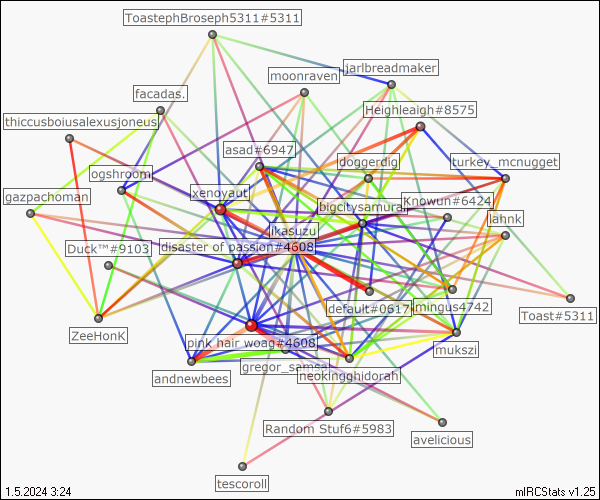 ToastephBroseph5311#5311
moonraven
jarlbreadmaker
facadas.
Heighleaigh#8575
thiccusboiusalexusjoneus
asad#6947
doggerdig
turkey_mcnugget
ogshroom
xenoyaut
Knowun#6424
gazpachoman
bigcitysamurai
lahnk
ikasuzu
Duck™#9103
disaster of passion#4608
default#0617
mingus4742
Toast#5311
ZeeHonK
pink hair woag#4608
mukszi
gregor_samsa
andnewbees
neokingghidorah
Random Stuf6#5983
avelicious
tescoroll
1.5.2024 3:24
mIRCStats v1.25